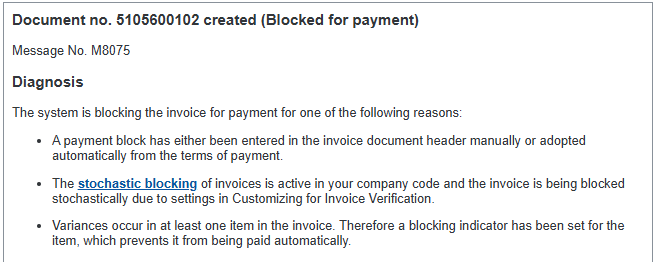 Document no. 5105600102 created (Blocked for payment)
Message No. M8075
Diagnosis
The system is blocking the invoice for payment for one of the following reasons:
• A payment block has either been entered in the invoice document header manually or adopted
automatically from the terms of payment.
• The stochastic blocking of invoices is active in your company code and the invoice is being blocked
stochastically due to settings in Customizing for Invoice Verification.
• Variances occur in at least one item in the invoice. Therefore a blocking indicator has been set for the
item, which prevents it from being paid automatically.